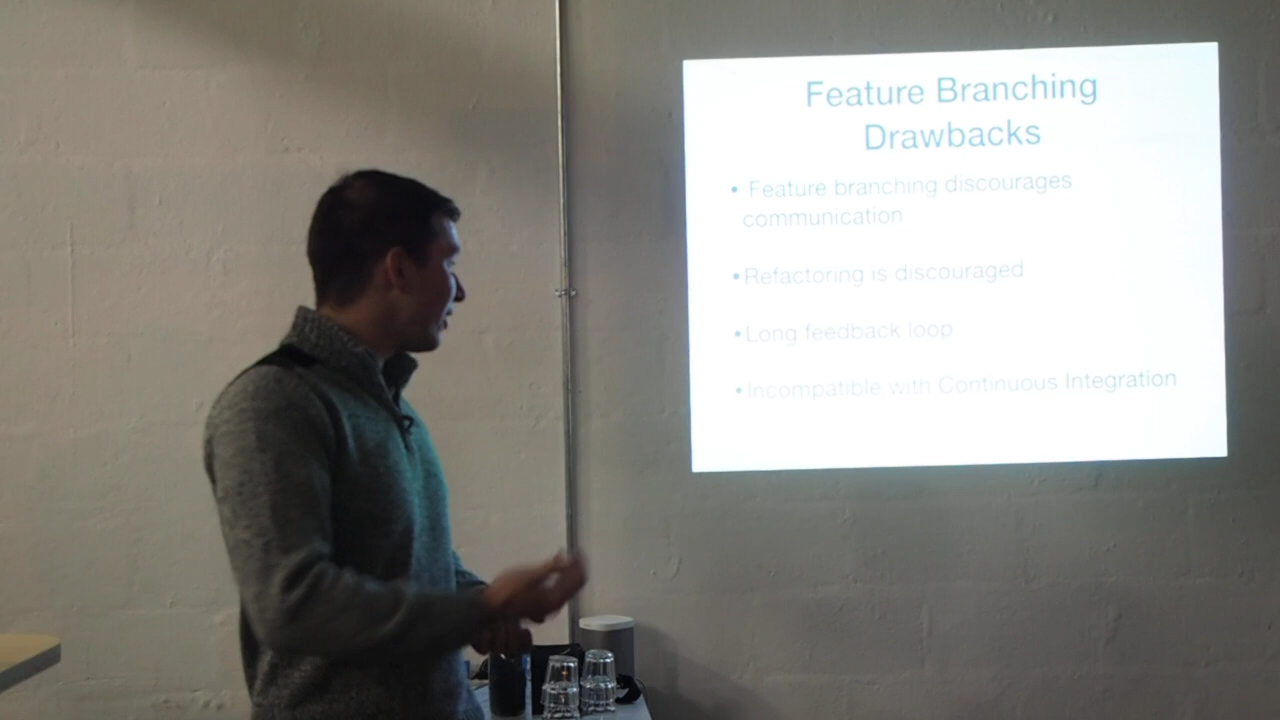 Feature Branching
Drawbacks
• Feature branching discourages
communication
• Refactoring is discouraged
• Long feedback loop
• Incompatible with Continuous Integration